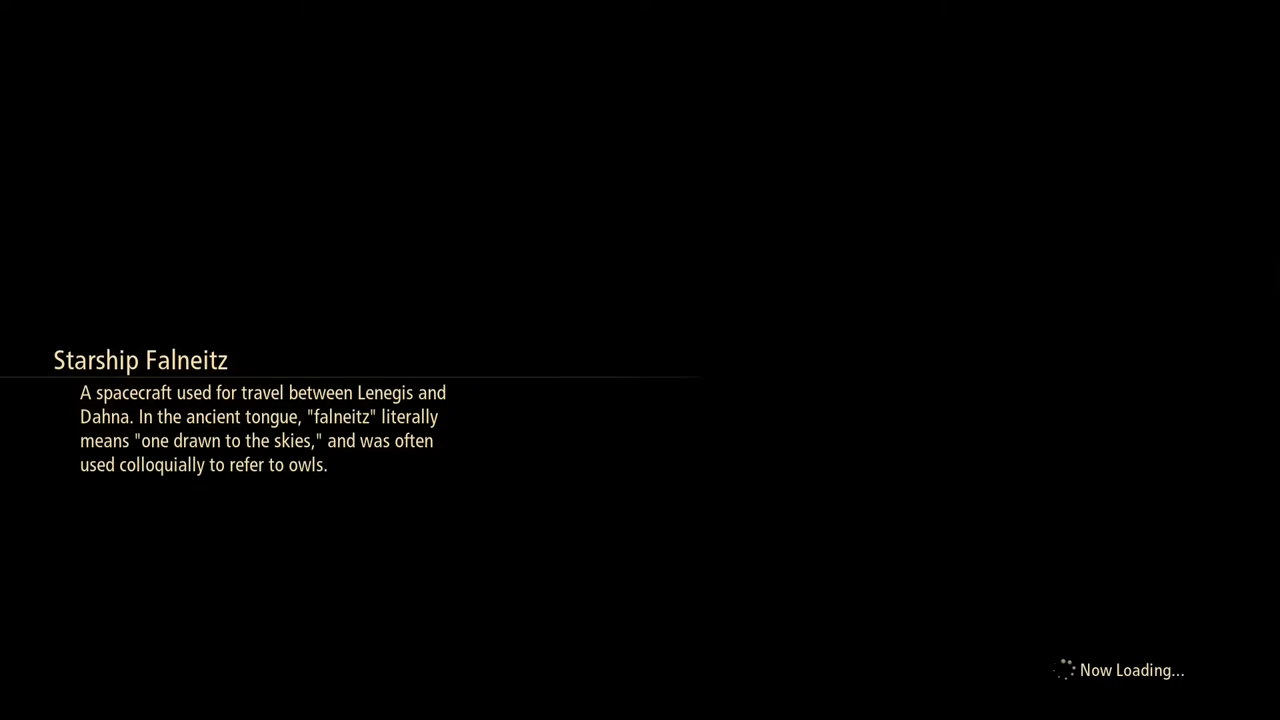 Starship Falneitz
A spacecraft used for travel between Lenegis and
Dahna. In the ancient tongue, "falneitz" literally
means "one drawn to the skies," and was often
used colloquially to refer to owls.
Now Loading...